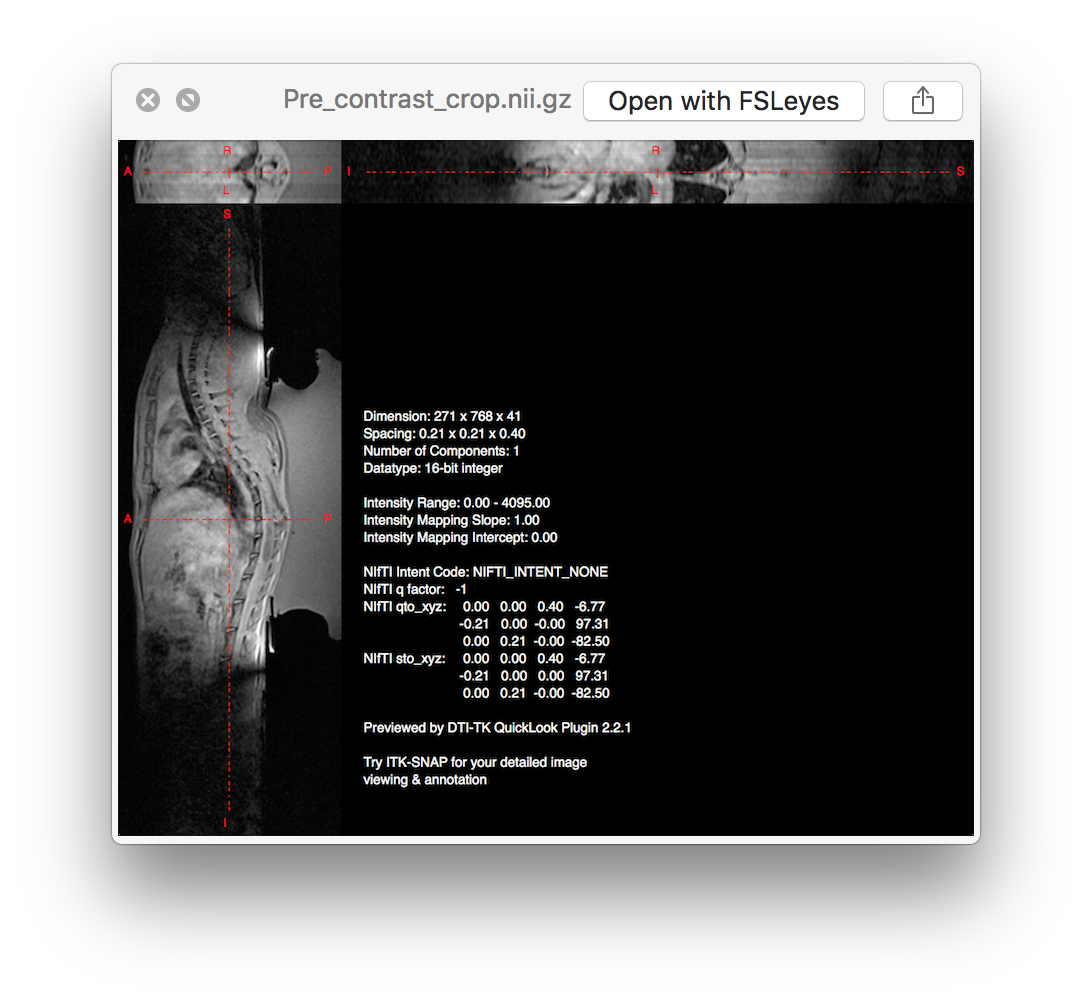 Pre_contrast_crop.nii.gz
Open with FSLeyes
R
A P
L
R
I S
L
S
A P
I
Dimension: 271 x 768 x 41
Spacing: 0.21 x 0.21 x 0.40
Number of Components: 1
Datatype: 16-bit integer
Intensity Range: 0.00 - 4095.00
Intensity Mapping Slope: 1.00
Intensity Mapping Intercept: 0.00
NIfTI Intent Code: NIFTI_INTENT_NONE
NIfTI q factor: -1
NIfTI qto_xyz: 0.00 0.00 0.40 -6.77
-0.21 0.00 -0.00 97.31
0.00 0.21 -0.00 -82.50
NIfTI sto_xyz: 0.00 0.00 0.40 -6.77
-0.21 0.00 0.00 97.31
0.00 0.21 -0.00 -82.50
Previewed by DTI-TK QuickLook Plugin 2.2.1
Try ITK-SNAP for your detailed image
viewing & annotation